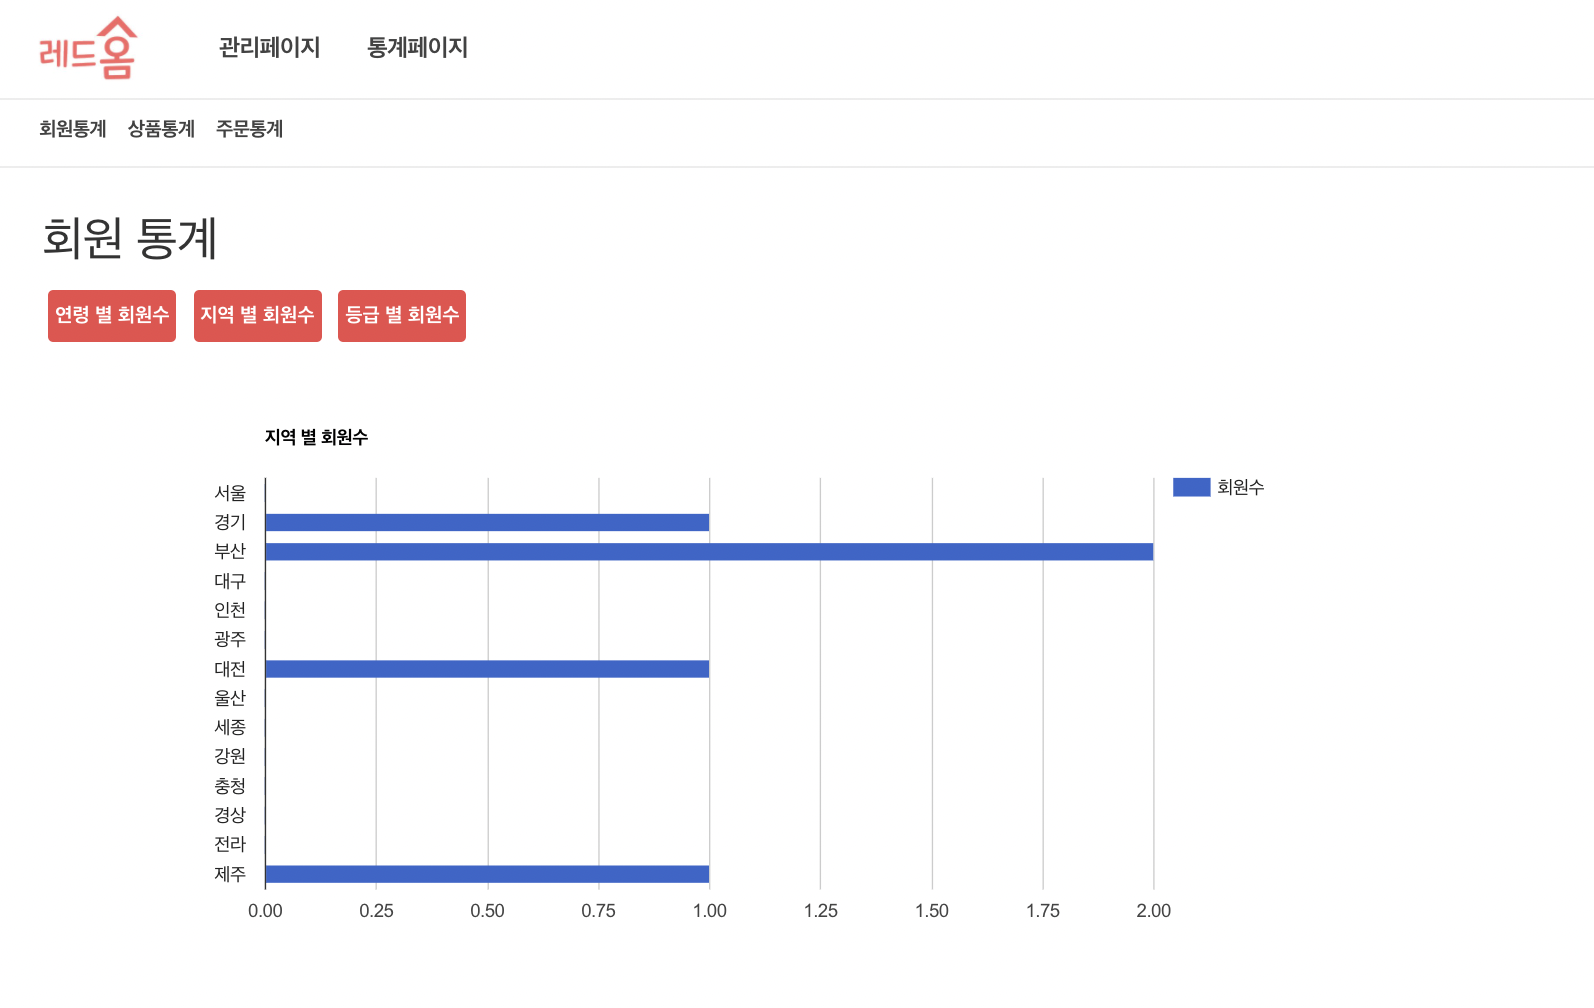 레드홈
관리페이지 통계페이지
회원통계 상품통계 주문통계
회원 통계
연령 별 회원수 지역 별 회원수 등급 별 회원수
지역 별 회원수
회원수
서울
경기
부산
대구
인천
광주
대전
울산
세종
강원
충청
경상
전라
제주
0.00 0.25 0.50 0.75 1.00 1.25 1.50 1.75 2.00